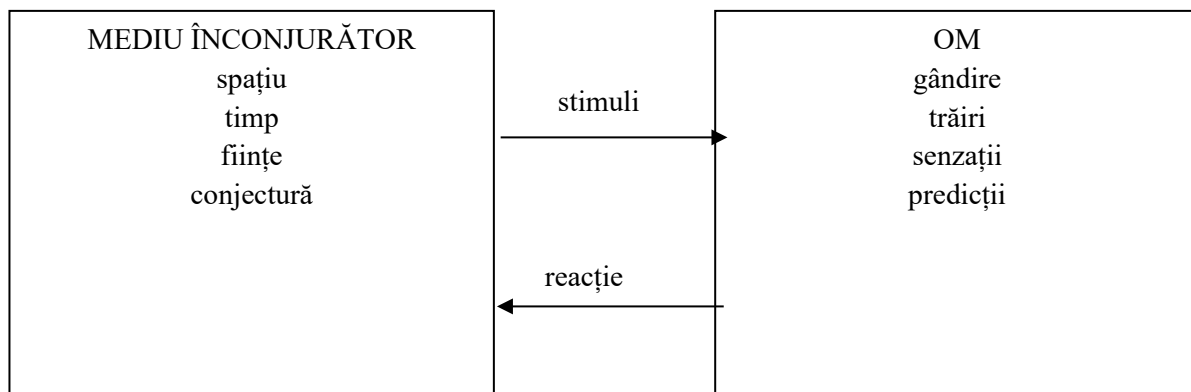 MEDIU ÎNCONJURĂTOR
spațiu
timp
ființe
conjectură
stimuli
reacție
OM
gândire
trăiri
senzații
predicții